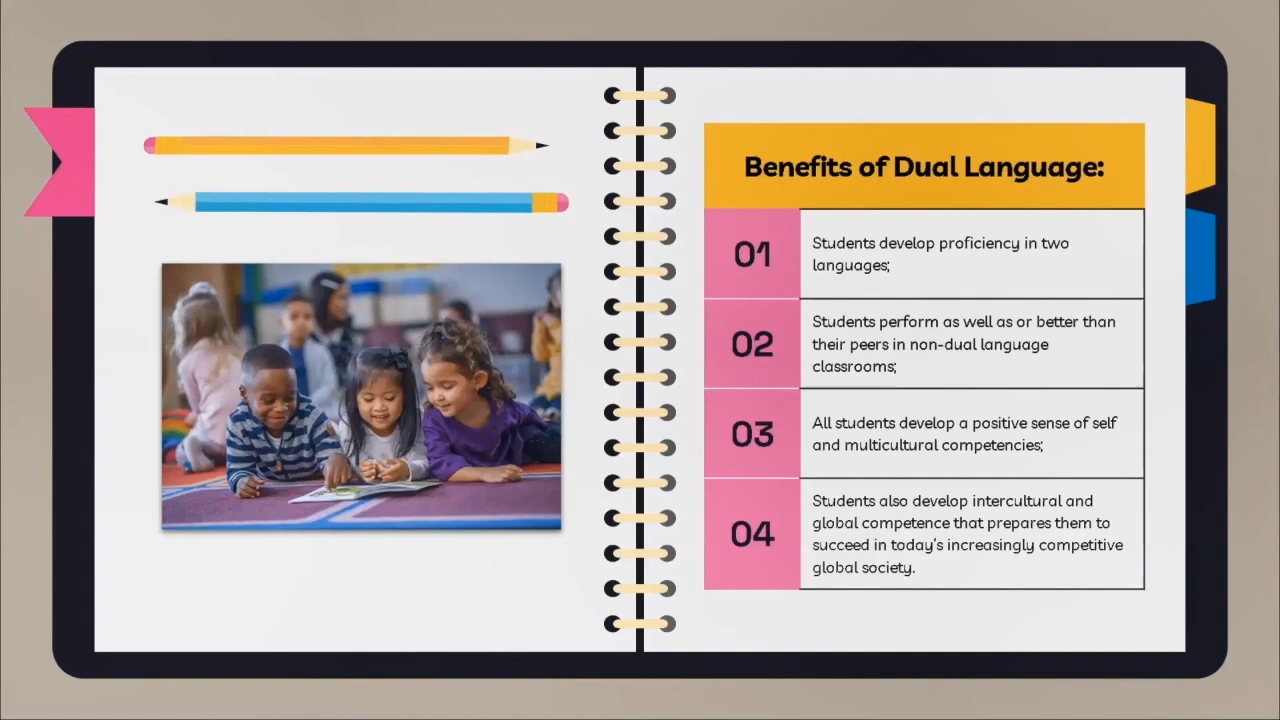 Benefits of Dual Language:
01
Students develop proficiency in two
languages;
02
Students perform as well as or better than
their peers in non-dual language
classrooms;
03
All students develop a positive sense of self
and multicultural competencies;
04
Students also develop intercultural and
global competence that prepares them to
succeed in today's increasingly competitive
global society.